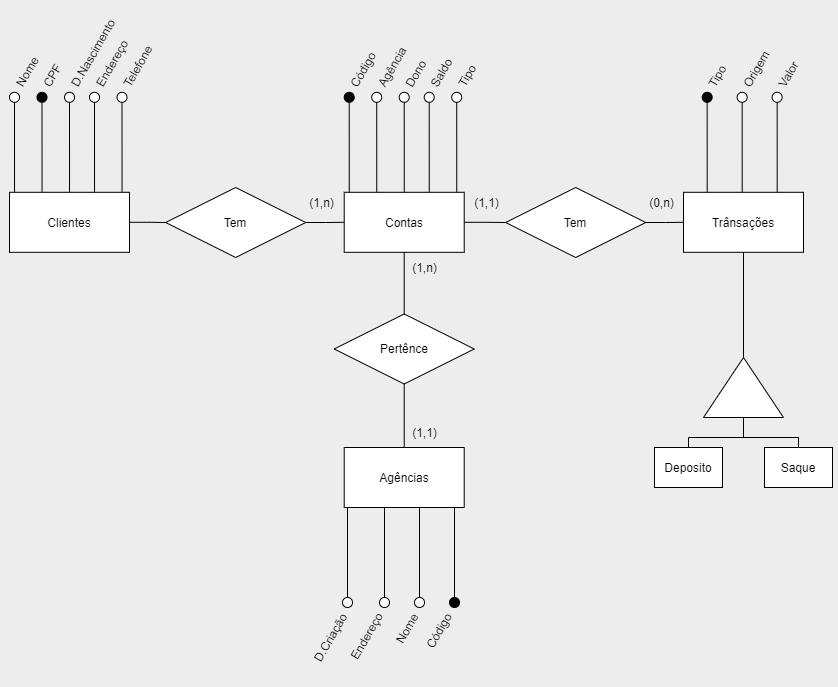 Nome
CPF
D.Nascimento
Endereço
Telefone
Código
Agência
Dono
Saldo
Tipo
Tipo
Origem
Valor
Clientes
Tem
(1,n)
Contas
(1,1)
Tem
(0,n)
Trânsações
(1,n)
Pertênce
(1,1)
Agências
Deposito
Saque
D.Criação
Endereço
Nome
Código